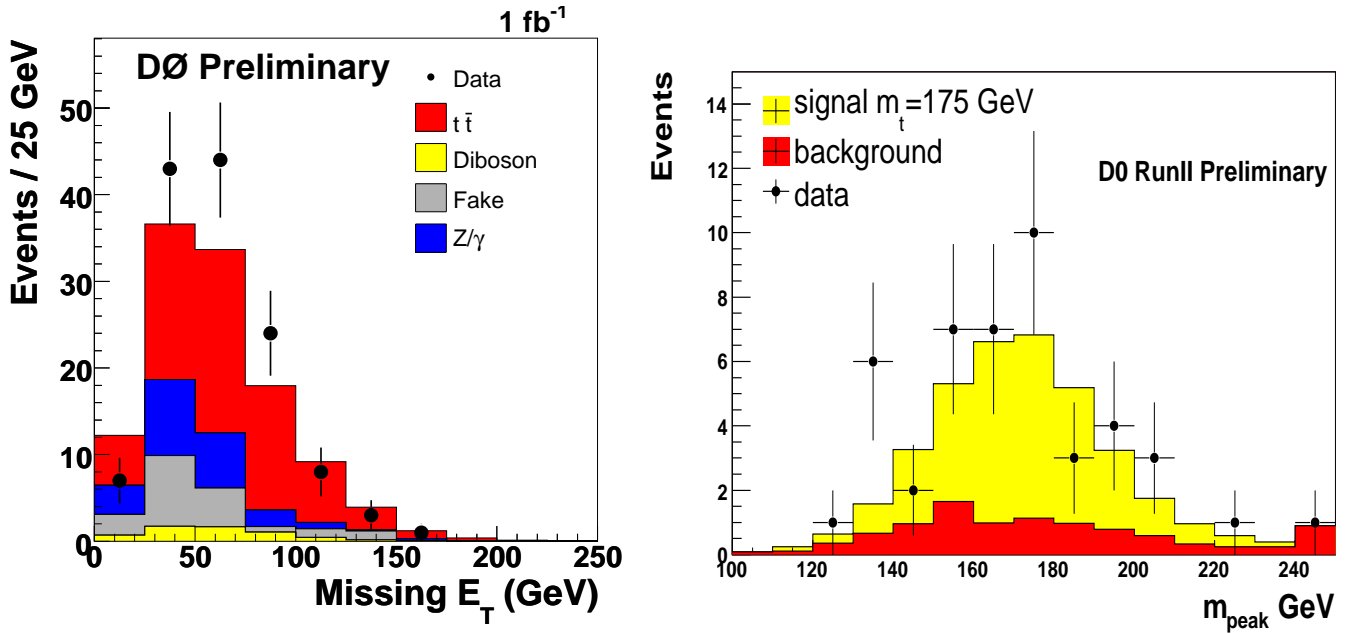 1 fb⁻¹
DØ Preliminary
Data
t t̄
Diboson
Fake
Z/γ
Events / 25 GeV
50
40
30
20
10
0
0 50 100 150 200 250
Missing E_T (GeV)
signal m_t=175 GeV
background
data
D0 RunII Preliminary
Events
14
12
10
8
6
4
2
0
100 120 140 160 180 200 220 240
m_peak GeV